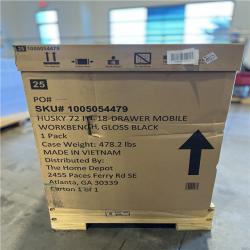 25 1005054479
25
25
PO#
SKU# 1005054479
HUSKY 72 IN. 18-DRAWER MOBILE
WORKBENCH, GLOSS BLACK
1 Pack
Case Weight: 478.2 lbs
MADE IN VIETNAM
Distributed By:
The Home Depot
2455 Paces Ferry Rd SE
Atlanta, GA 30339
Carton 1 of 1